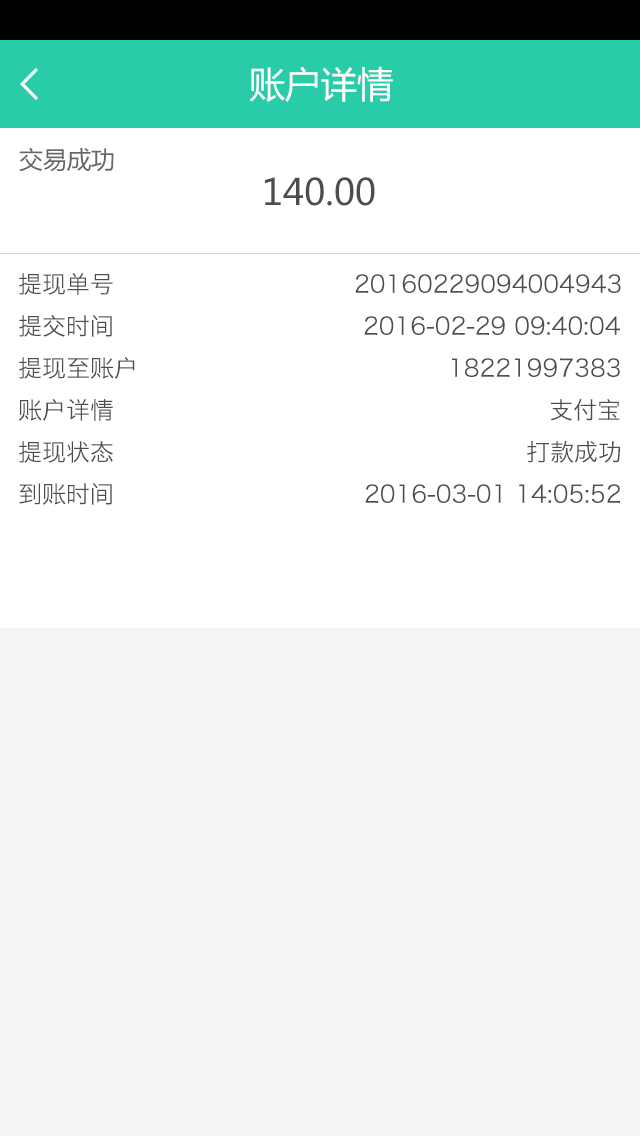 账户详情
交易成功
140.00
提现单号 20160229094004943
提交时间 2016-02-29 09:40:04
提现至账户 18221997383
账户详情 支付宝
提现状态 打款成功
到账时间 2016-03-01 14:05:52